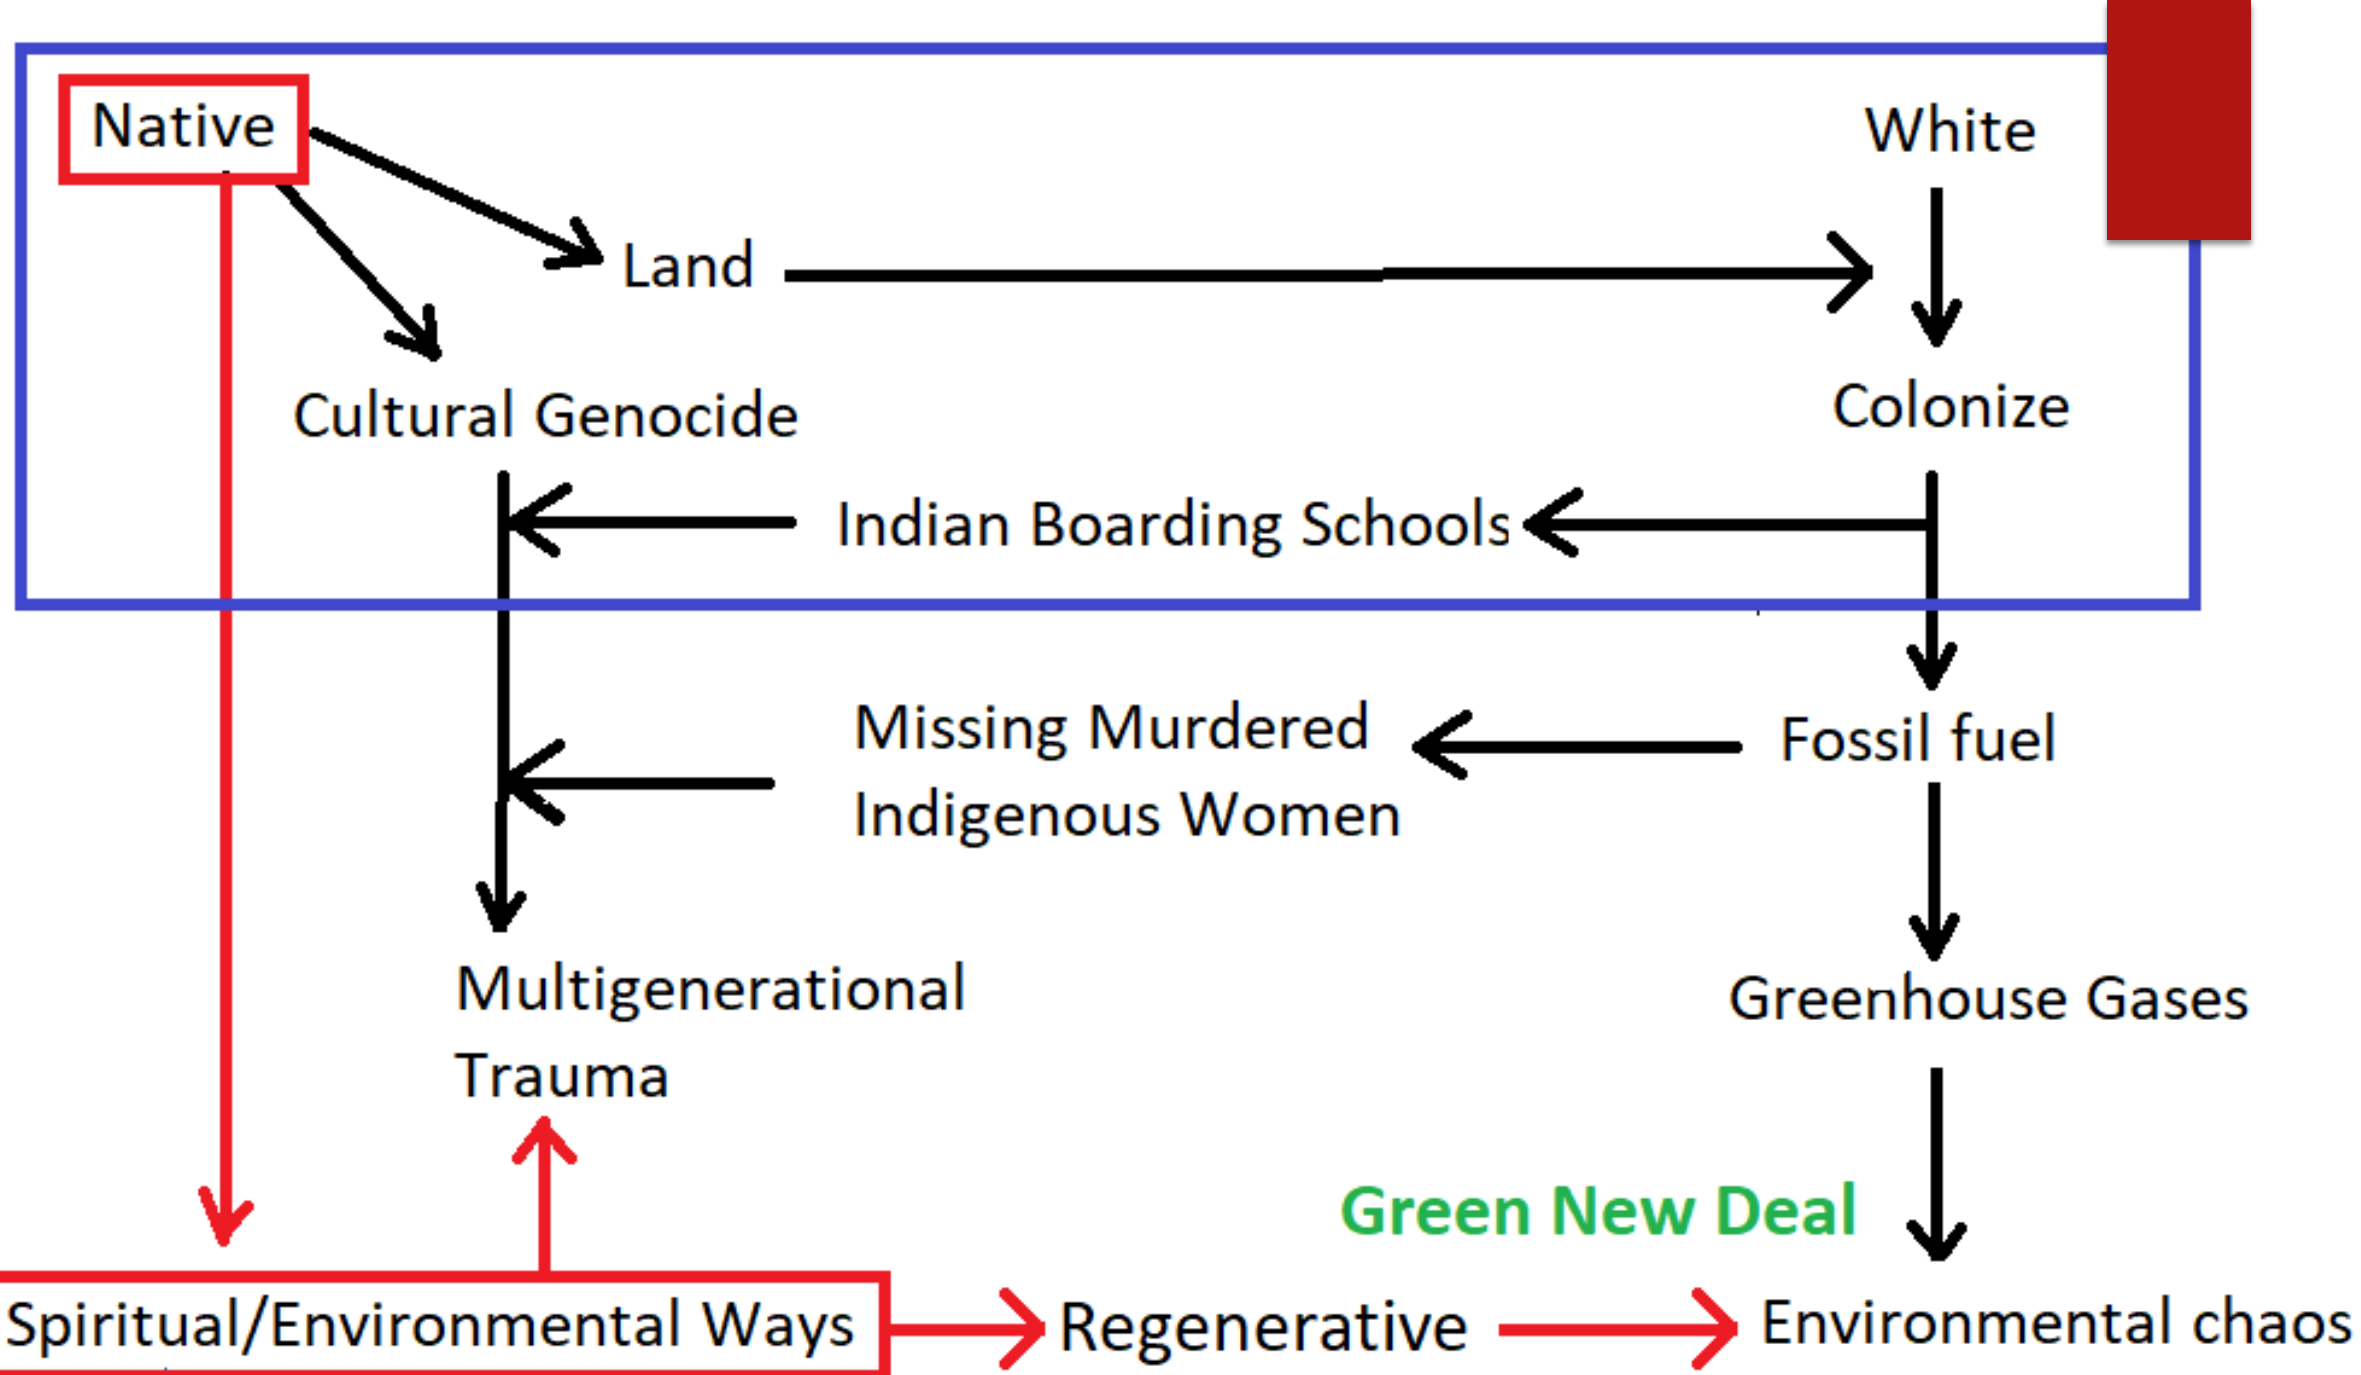 Native
White
Land
Cultural Genocide
Colonize
Indian Boarding Schools
Missing Murdered
Indigenous Women
Fossil fuel
Multigenerational
Trauma
Greenhouse Gases
Green New Deal
Spiritual/Environmental Ways
Regenerative
Environmental chaos